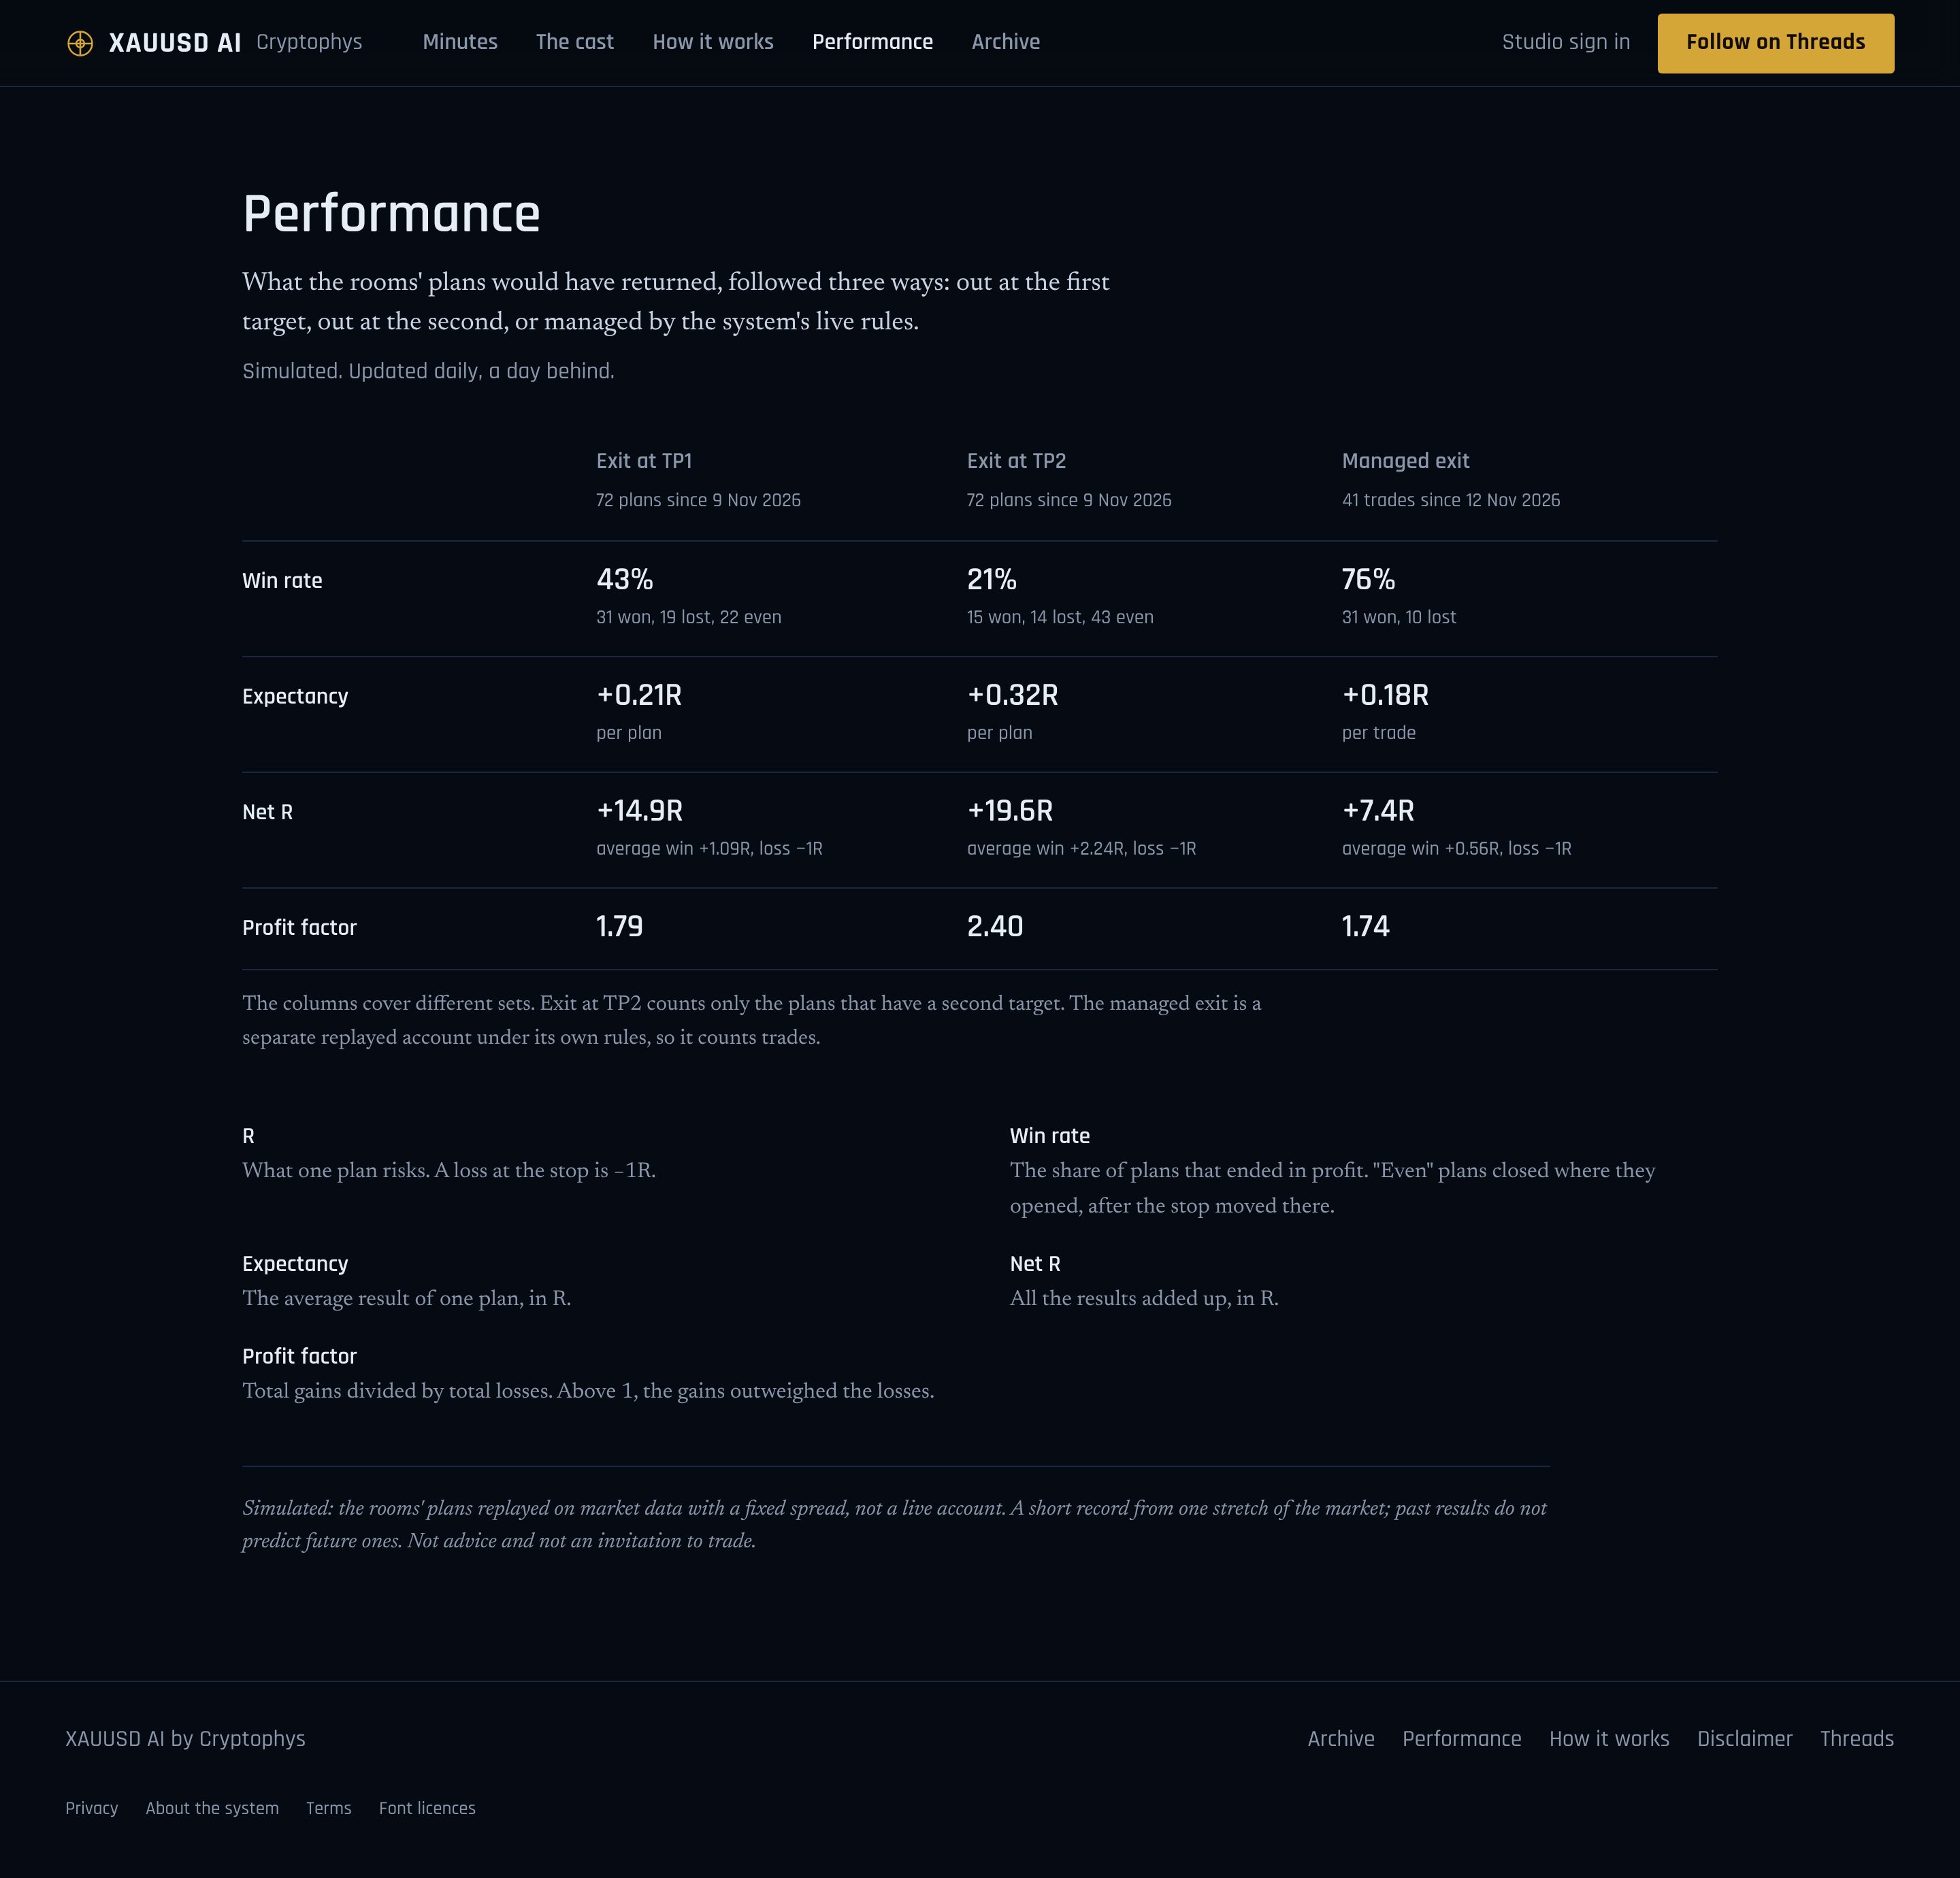 XAUUSD AI Cryptophys Minutes The cast How it works Performance Archive Studio sign in Follow on Threads
Performance
What the rooms' plans would have returned, followed three ways: out at the first
target, out at the second, or managed by the system's live rules.
Simulated. Updated daily, a day behind.
Exit at TP1 Exit at TP2 Managed exit
72 plans since 9 Nov 2026 72 plans since 9 Nov 2026 41 trades since 12 Nov 2026
Win rate 43% 21% 76%
31 won, 19 lost, 22 even 15 won, 14 lost, 43 even 31 won, 10 lost
Expectancy +0.21R +0.32R +0.18R
per plan per plan per trade
Net R +14.9R +19.6R +7.4R
average win +1.09R, loss −1R average win +2.24R, loss −1R average win +0.56R, loss −1R
Profit factor 1.79 2.40 1.74
The columns cover different sets. Exit at TP2 counts only the plans that have a second target. The managed exit is a
separate replayed account under its own rules, so it counts trades.
R
What one plan risks. A loss at the stop is −1R.
Win rate
The share of plans that ended in profit. "Even" plans closed where they
opened, after the stop moved there.
Expectancy
The average result of one plan, in R.
Net R
All the results added up, in R.
Profit factor
Total gains divided by total losses. Above 1, the gains outweighed the losses.
Simulated: the rooms' plans replayed on market data with a fixed spread, not a live account. A short record from one stretch of the market; past results do not
predict future ones. Not advice and not an invitation to trade.
XAUUSD AI by Cryptophys Archive Performance How it works Disclaimer Threads
Privacy About the system Terms Font licences